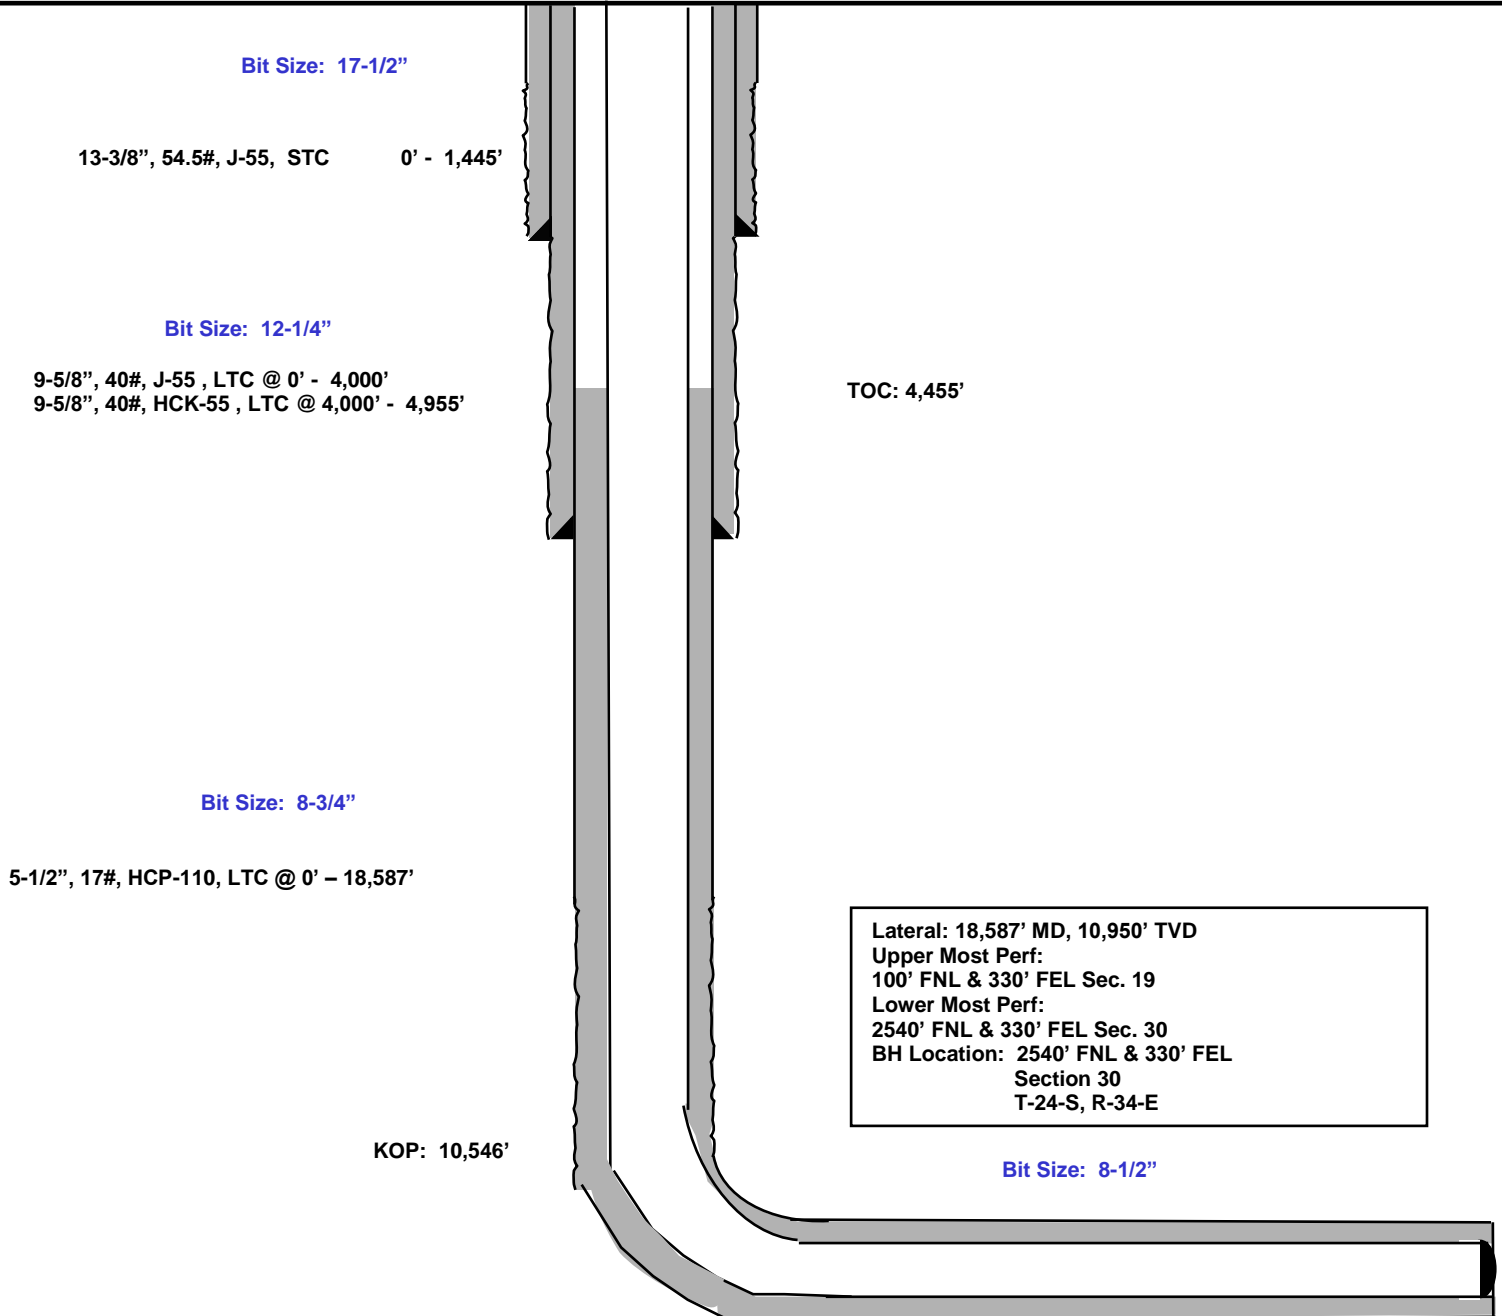 Bit Size: 17-1/2”
13-3/8”, 54.5#, J-55, STC 0’ - 1,445’
Bit Size: 12-1/4”
9-5/8”, 40#, J-55 , LTC @ 0’ - 4,000’
9-5/8”, 40#, HCK-55 , LTC @ 4,000’ - 4,955’
TOC: 4,455’
Bit Size: 8-3/4”
5-1/2”, 17#, HCP-110, LTC @ 0’ – 18,587’
Lateral: 18,587’ MD, 10,950’ TVD
Upper Most Perf:
100’ FNL & 330’ FEL Sec. 19
Lower Most Perf:
2540’ FNL & 330’ FEL Sec. 30
BH Location: 2540’ FNL & 330’ FEL
Section 30
T-24-S, R-34-E
KOP: 10,546’
Bit Size: 8-1/2”